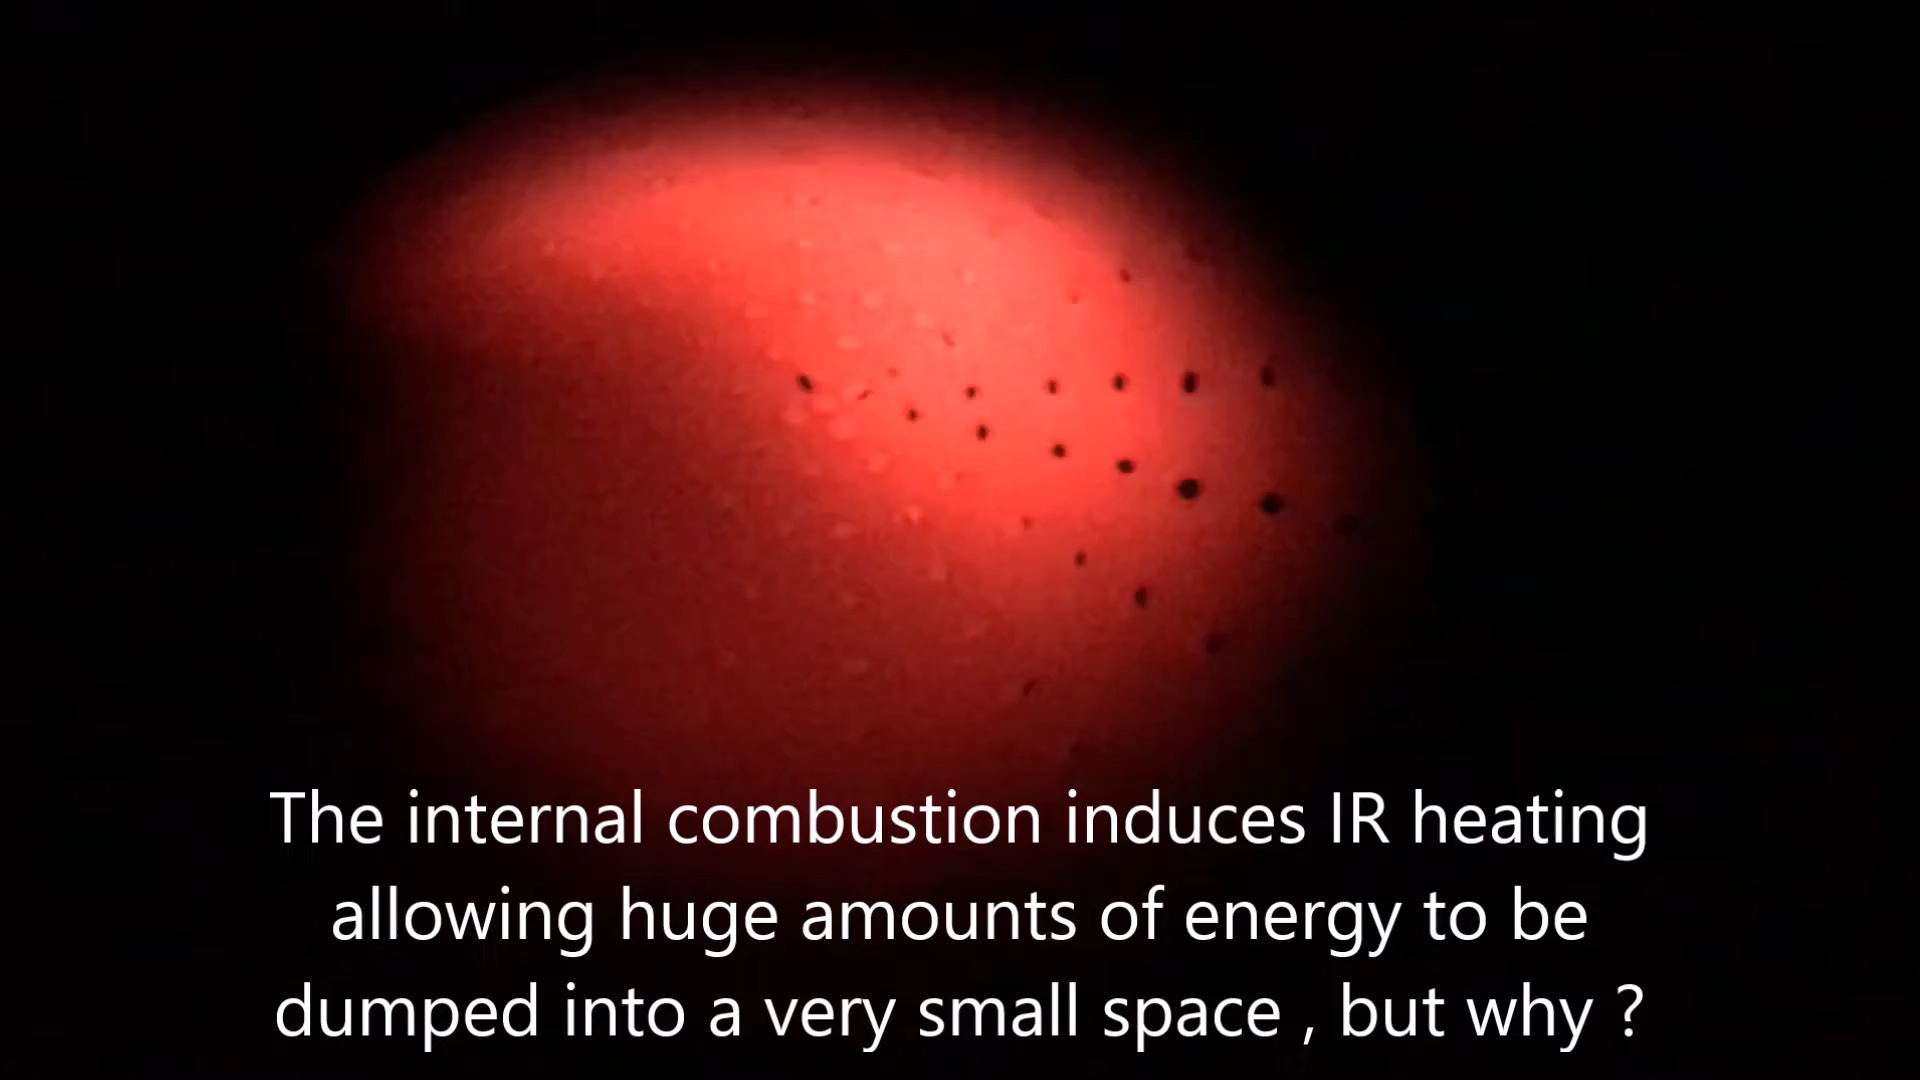 The internal combustion induces IR heating
allowing huge amounts of energy to be
dumped into a very small space , but why ?